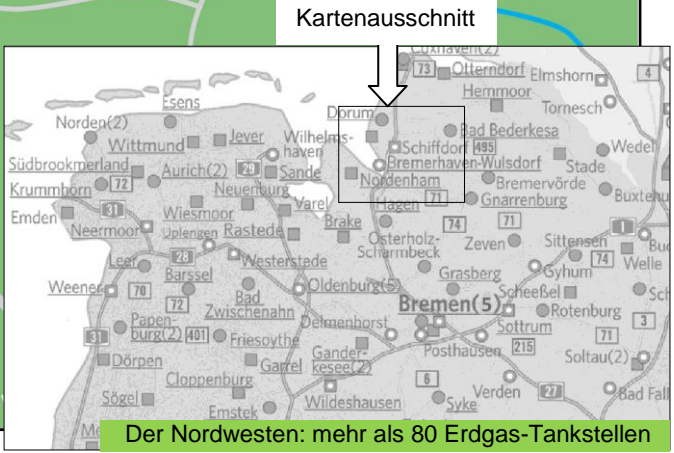 Kartenausschnitt
Cuxhaven(2)
73
Otterndorf
Elmshorn
4
Hemmoor
Esens
Tornesch
Norden(2)
Dorum
Wittmund
Jever
Wilhelms-
haven
Bad Bederkesa
Wedel
Schiffdorf
495
Südbrookmerland
Aurich(2)
29
Sande
Bremerhaven-Wulsdorf
Stade
Krummhörn
72
Neuenburg
Nordenham
Bremervörde
Buxtehu
31
Wiesmoor
Varel
Hagen
71
Gnarrenburg
Emden
Neermoor
Uplengen
Rastede
Brake
74
71
1
Osterholz-
Scharmbeck
Zeven
Sittensen
Buc
28
Leer
Westerstede
74
Welle
Barssel
Grasberg
Gyhum
Weener
70
Oldenburg(5)
Scheeßel
Sch
72
Bad
Zwischenahn
Bremen(5)
Rotenburg
Papen-
burg(2)
401
Delmenhorst
Sottrum
3
31
Friesoythe
Posthausen
215
71
Gander-
kesee(2)
Soltau(2)
Dörpen
Garrel
Cloppenburg
6
Verden
27
Bad Fall
Sögel
Wildeshausen
Emstek
Syke
Me
Der Nordwesten: mehr als 80 Erdgas-Tankstellen